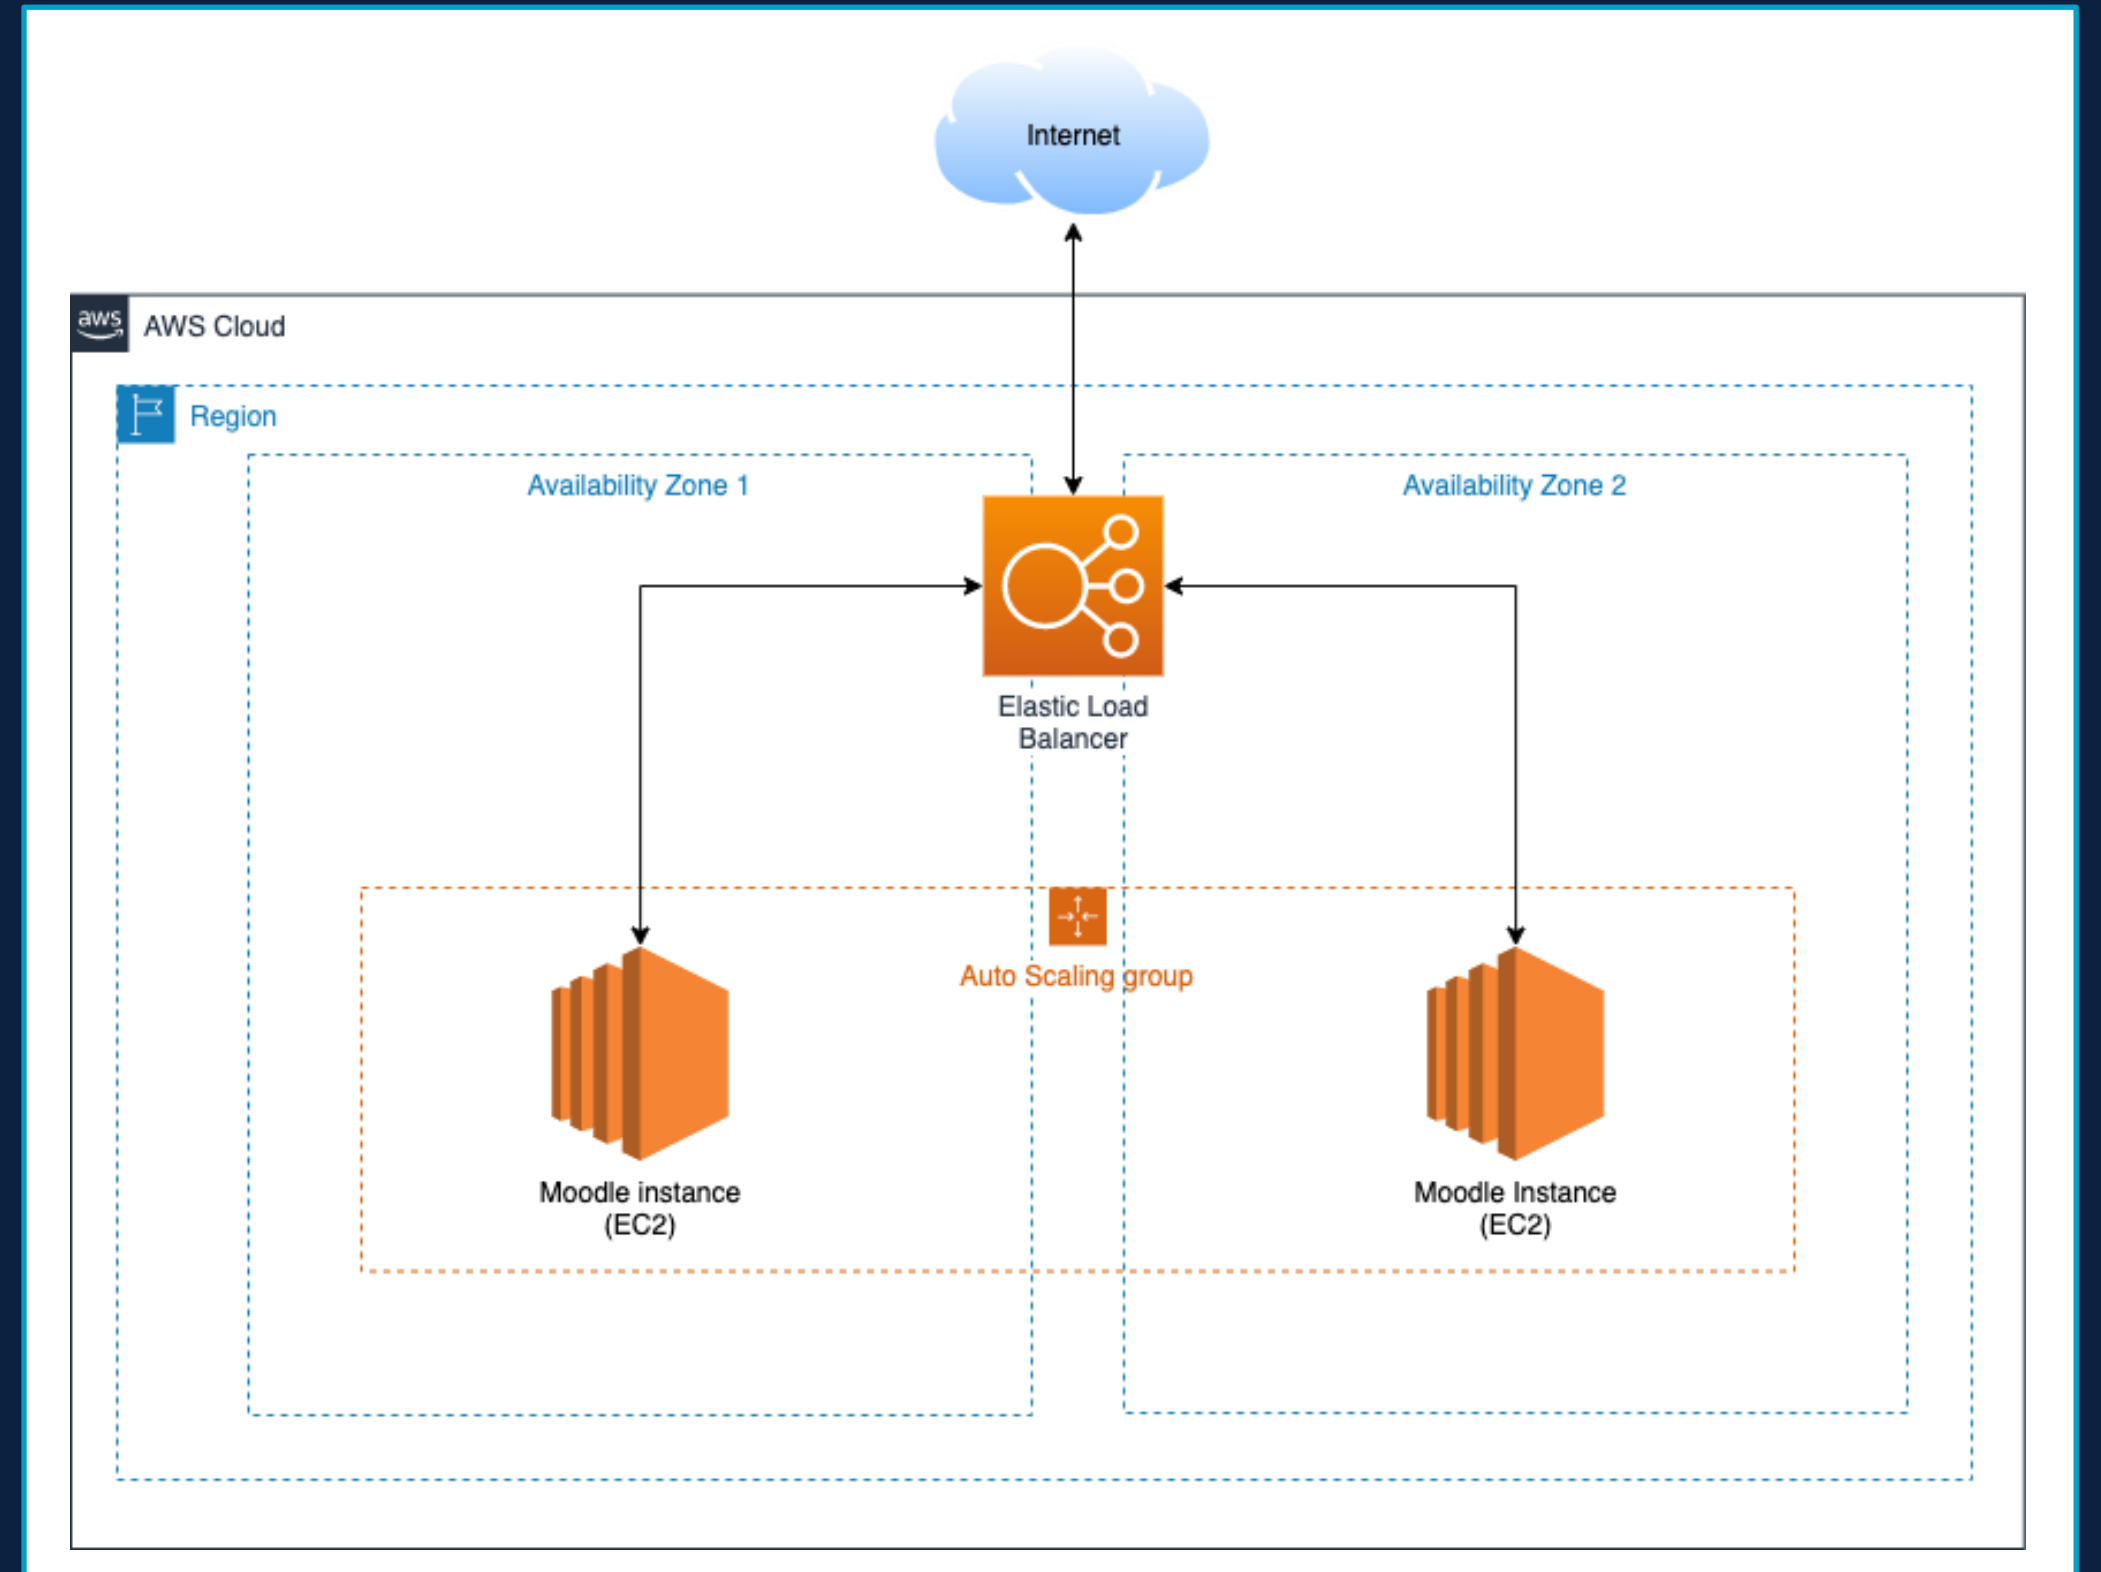 Internet
aws
AWS Cloud
Region
Availability Zone 1
Availability Zone 2
Elastic Load
Balancer
Auto Scaling group
Moodle instance
(EC2)
Moodle Instance
(EC2)